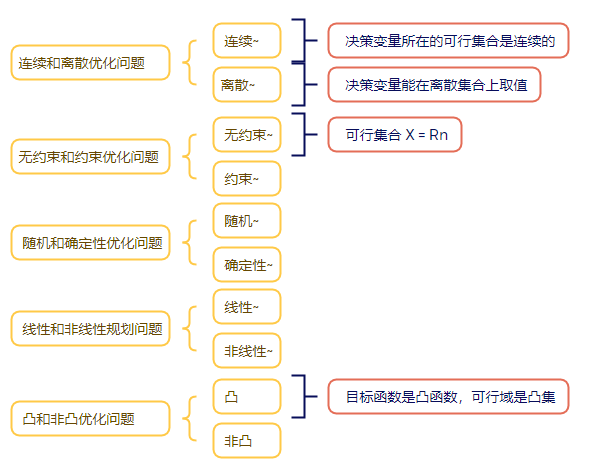 连续和离散优化问题
连续~
决策变量所在的可行集合是连续的
离散~
决策变量能在离散集合上取值
无约束和约束优化问题
无约束~
可行集合 X = Rn
约束~
随机和确定性优化问题
随机~
确定性~
线性和非线性规划问题
线性~
非线性~
凸和非凸优化问题
凸
目标函数是凸函数，可行域是凸集
非凸